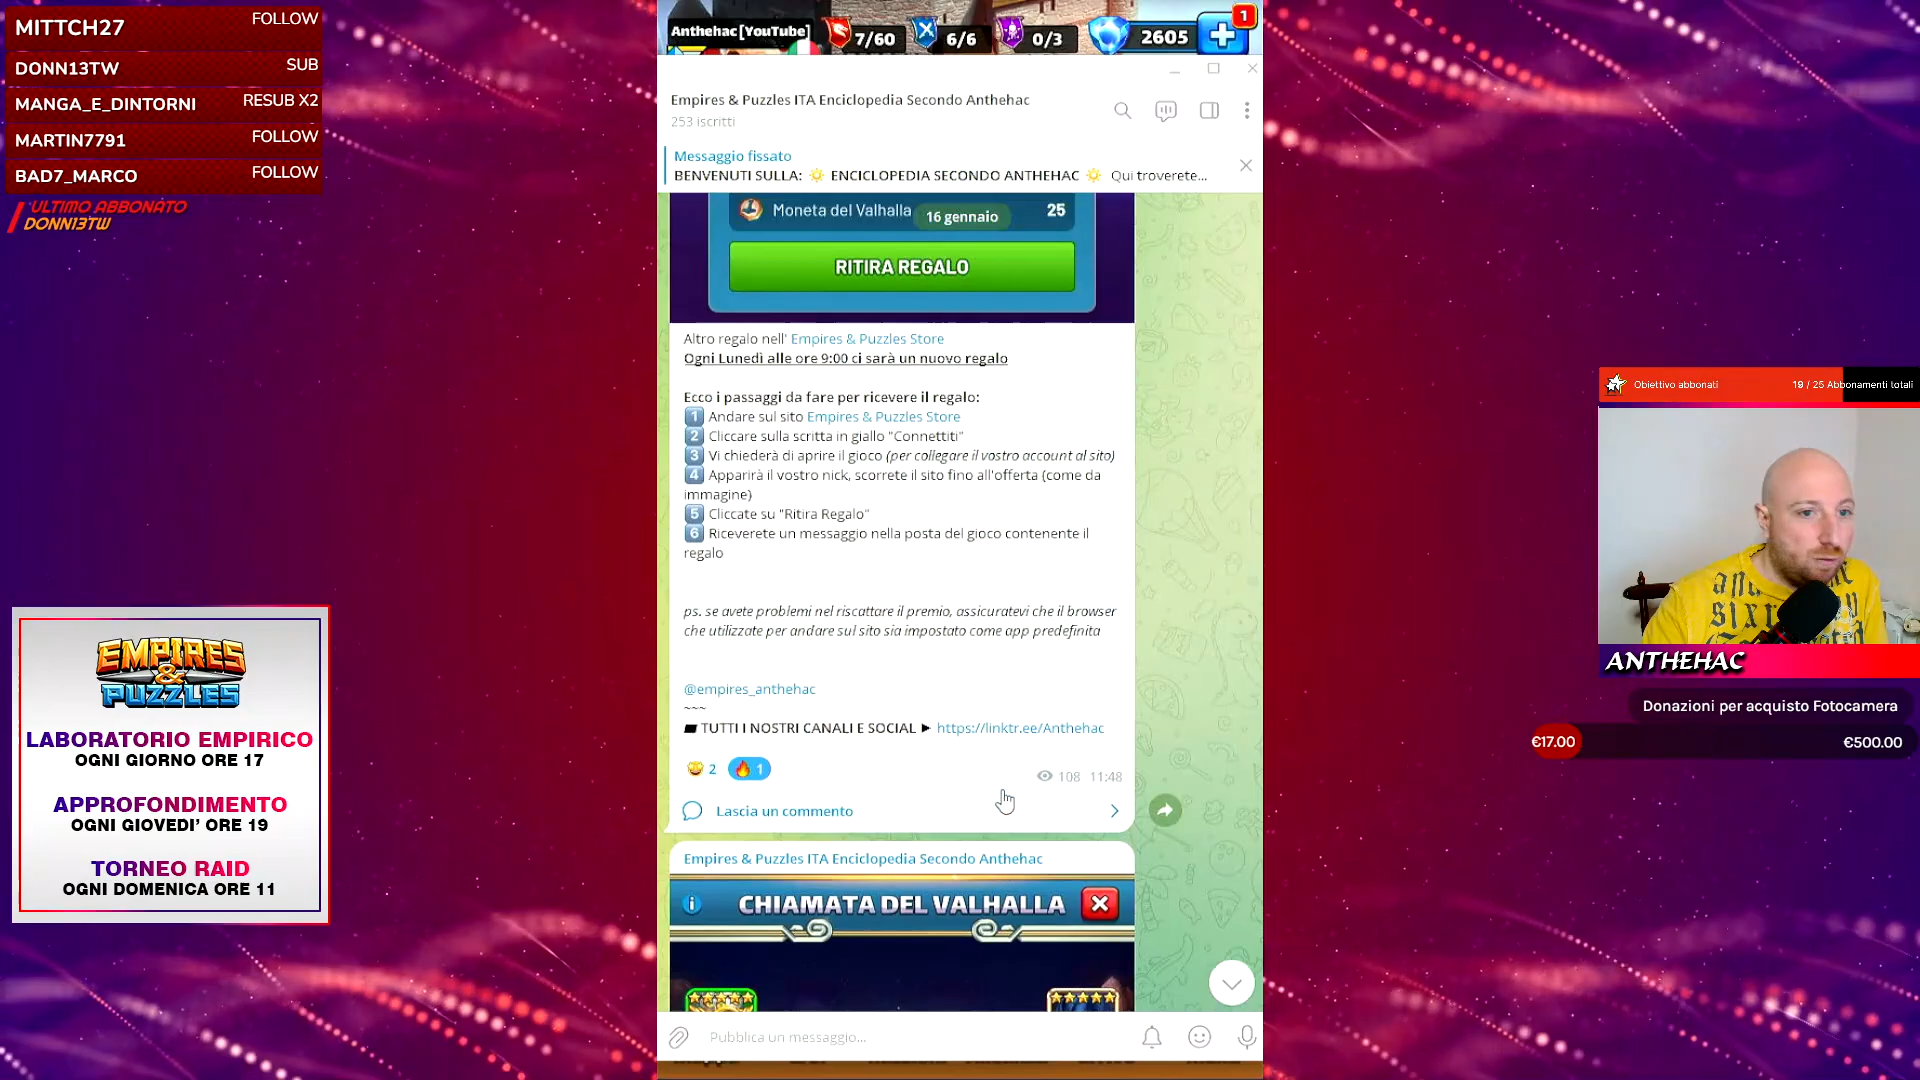 MITTCH27 FOLLOW
DONN13TW SUB
MANGA_E_DINTORNI RESUB X2
MARTIN7791 FOLLOW
BAD7_MARCO FOLLOW
ULTIMO ABBONATO
DONN13TW
EMPIRES
&
PUZZLES
LABORATORIO EMPIRICO
OGNI GIORNO ORE 17
APPROFONDIMENTO
OGNI GIOVEDI' ORE 19
TORNEO RAID
OGNI DOMENICA ORE 11
Anthehac [YouTube] 7/60 6/6 0/3 2605 1
Empires & Puzzles ITA Enciclopedia Secondo Anthehac
253 iscritti
Messaggio fissato
BENVENUTI SULLA: ☀️ ENCICLOPEDIA SECONDO ANTHEHAC ☀️ Qui troverete...
Moneta del Valhalla 25
16 gennaio
RITIRA REGALO
Altro regalo nell' Empires & Puzzles Store
Ogni Lunedì alle ore 9:00 ci sarà un nuovo regalo
Ecco i passaggi da fare per ricevere il regalo:
1 Andare sul sito Empires & Puzzles Store
2 Cliccare sulla scritta in giallo "Connettiti"
3 Vi chiederà di aprire il gioco (per collegare il vostro account al sito)
4 Apparirà il vostro nick, scorrete il sito fino all'offerta (come da
immagine)
5 Cliccate su "Ritira Regalo"
6 Riceverete un messaggio nella posta del gioco contenente il
regalo
ps. se avete problemi nel riscattare il premio, assicuratevi che il browser
che utilizzate per andare sul sito sia impostato come app predefinita
@empires_anthehac
~~~
TUTTI I NOSTRI CANALI E SOCIAL ► https://linktr.ee/Anthehac
2 1
108 11:48
Lascia un commento
Empires & Puzzles ITA Enciclopedia Secondo Anthehac
CHIAMATA DEL VALHALLA
Pubblica un messaggio...
Obiettivo abbonati 19 / 25 Abbonamenti totali
ANTHEHAC
Donazioni per acquisto Fotocamera
€17.00 €500.00